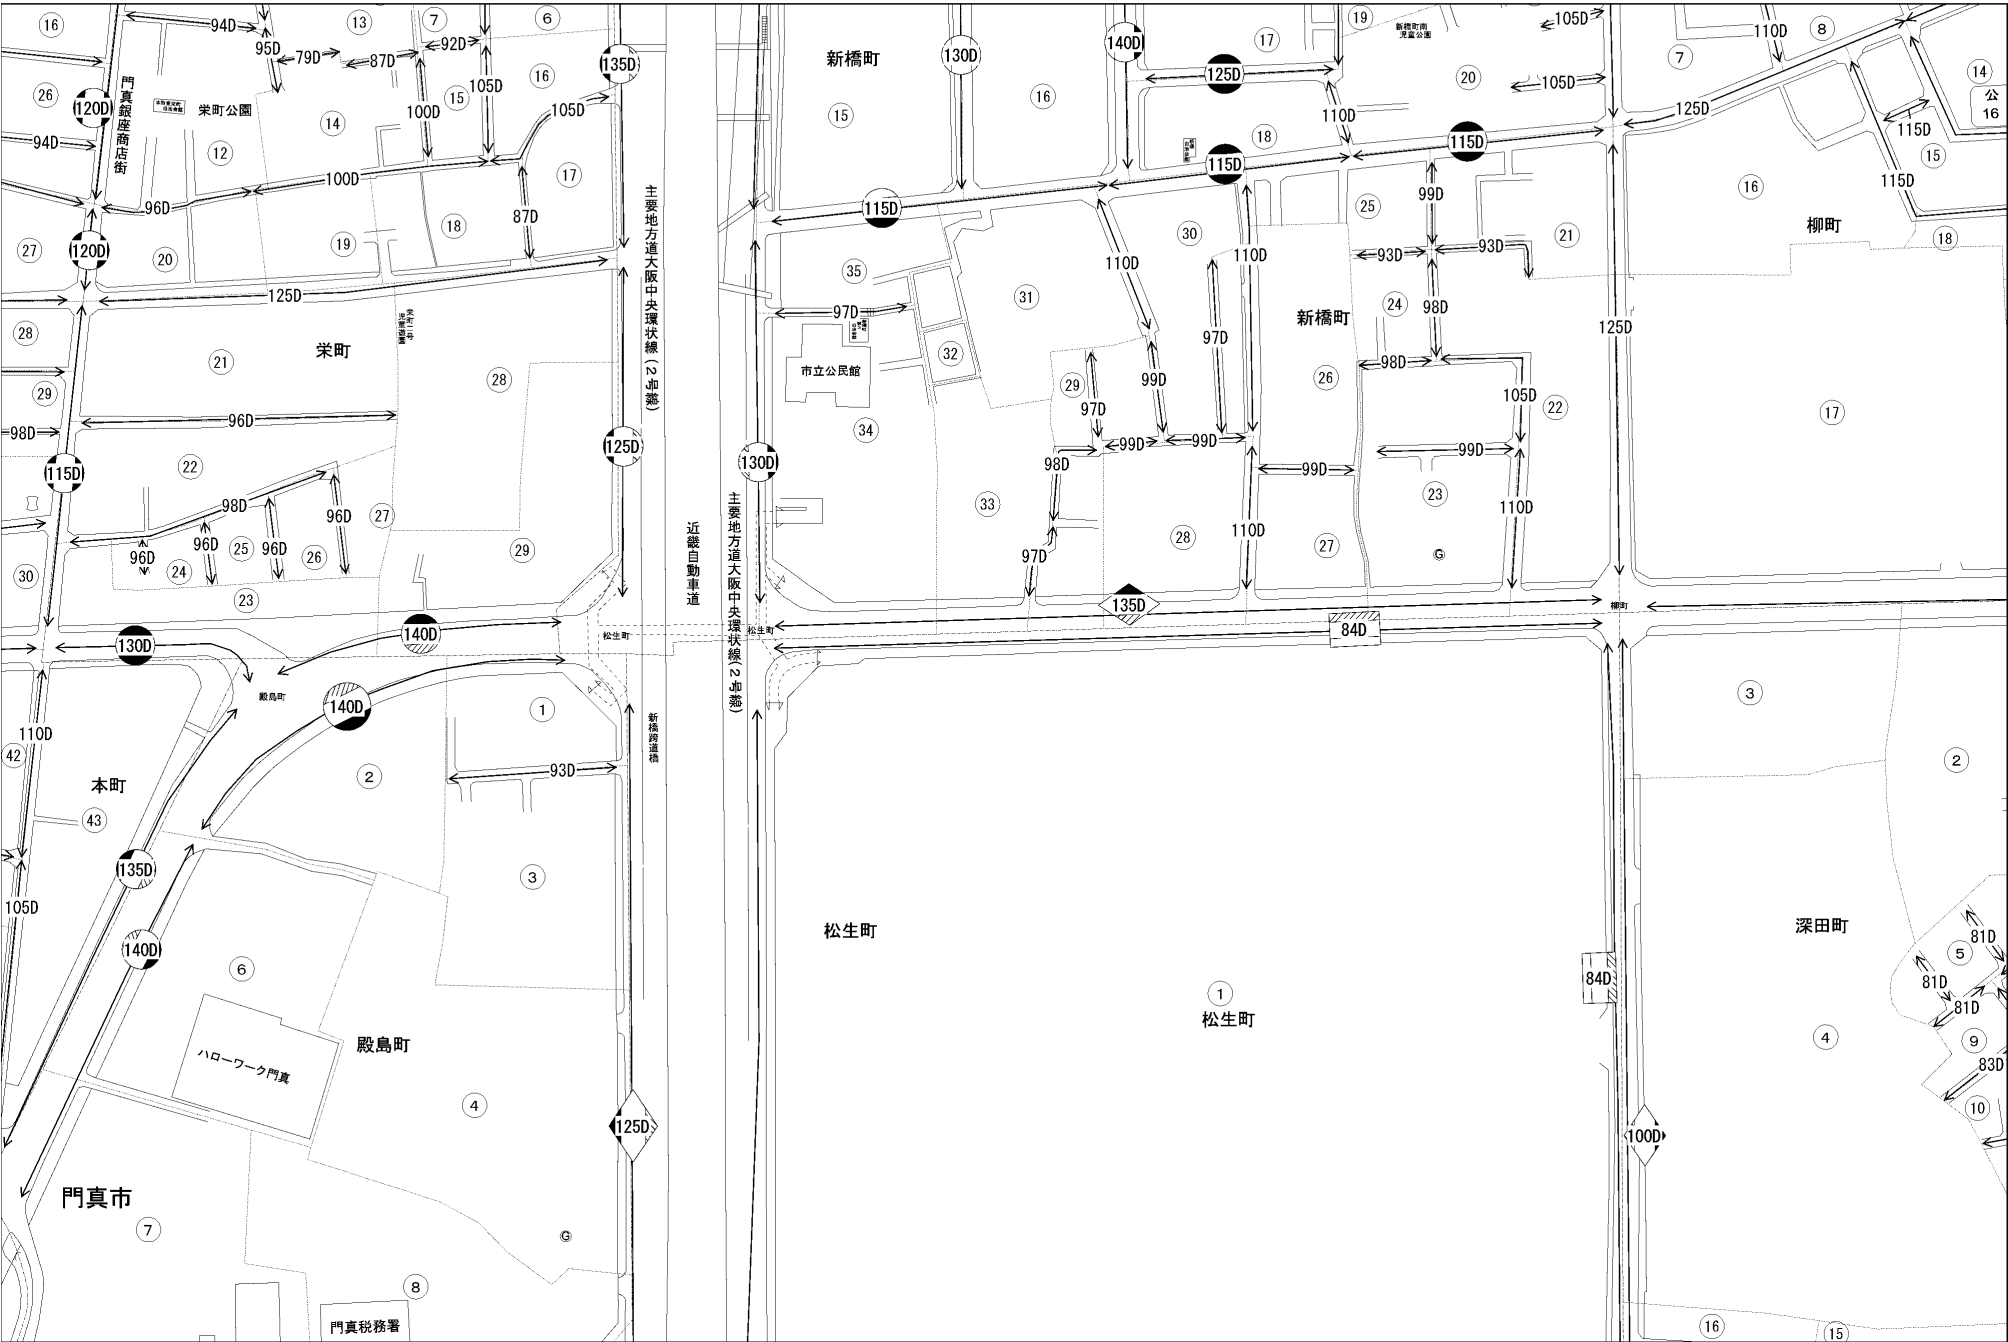 16
94D
95D
79D
13
87D
7
92D
6
135D
新橋町
130D
140D
125D
17
19
新橋町南
児童公園
105D
20
110D
7
8
14
公
16
26
120D
門真銀座商店街
栄町公園
14
100D
15
105D
16
105D
15
16
18
110D
105D
125D
115D
15
94D
12
100D
17
115D
115D
115D
96D
87D
主要地方道大阪中央環状線(2号線)
99D
25
16
柳町
18
27
120D
20
19
18
35
30
110D
110D
93D
93D
21
125D
31
97D
97D
新橋町
24
98D
125D
28
栄町
21
栄町二号
児童遊園
28
市立公民館
32
29
99D
26
98D
29
96D
34
97D
105D
22
17
98D
125D
99D
99D
99D
99D
115D
22
130D
98D
98D
96D
27
33
23
110D
96D
96D
25
96D
26
24
29
近畿自動車道
主要地方道大阪中央環状線(2号線)
28
110D
27
G
97D
30
23
135D
柳町
130D
140D
松生町
松生町
84D
殿島町
140D
1
新橋跨道橋
3
110D
42
本町
2
93D
2
43
135D
3
105D
松生町
深田町
140D
6
84D
5
81D
81D
81D
1
松生町
殿島町
ハローワーク門真
4
9
83D
4
125D
100D
10
門真市
7
G
8
門真税務署
16
15